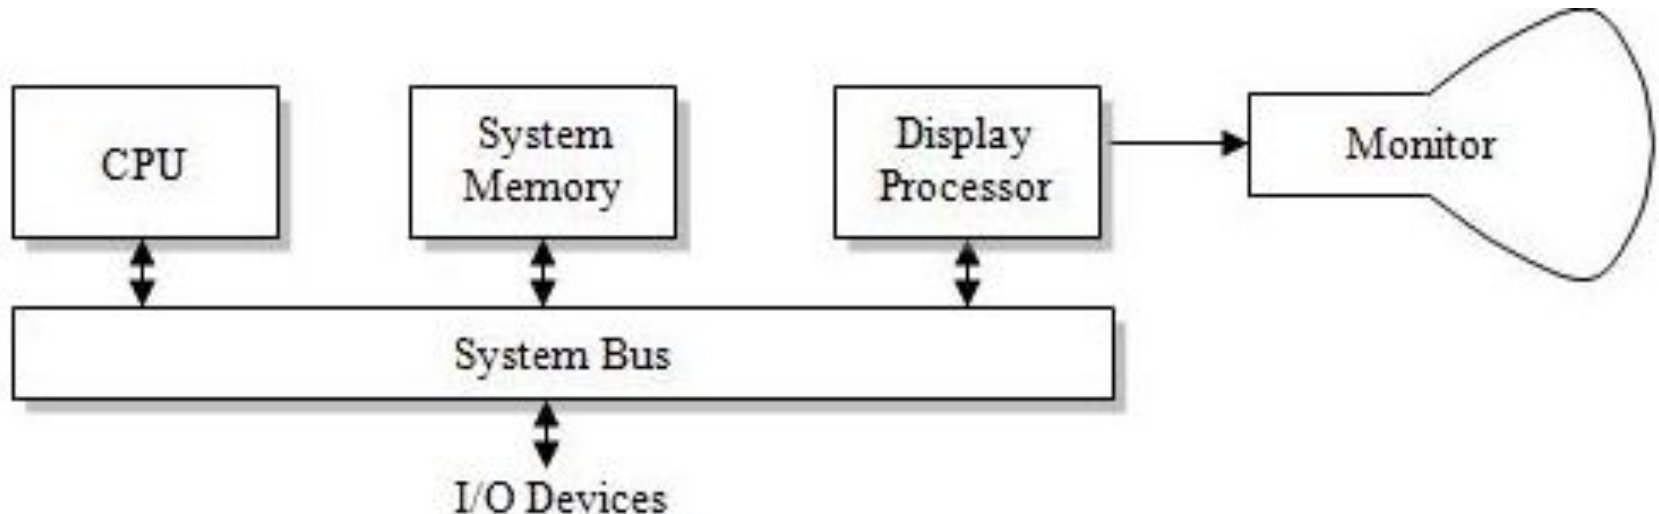 CPU
System
Memory
Display
Processor
Monitor
System Bus
I/O Devices